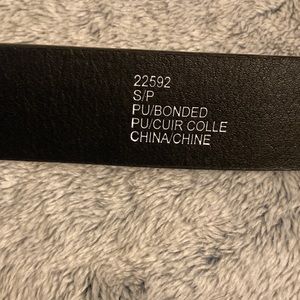 22592
S/P
PU/BONDED
PU/CUIR COLLE
CHINA/CHINE